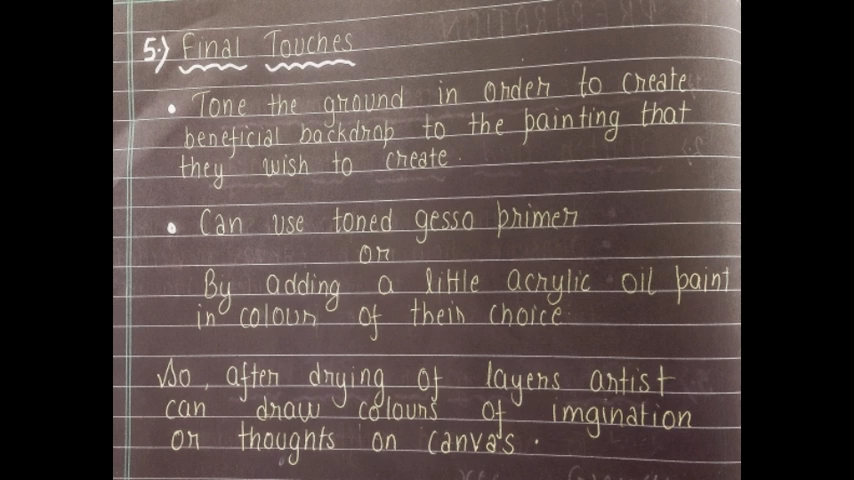 5.) Final Touches
• Tone the ground in order to create
beneficial backdrop to the painting that
they wish to create.
• Can use toned gesso primer
or
By adding a little acrylic oil paint
in colour of their choice
So, after drying of layers artist
can draw colours of imgination
or thoughts on canvas.